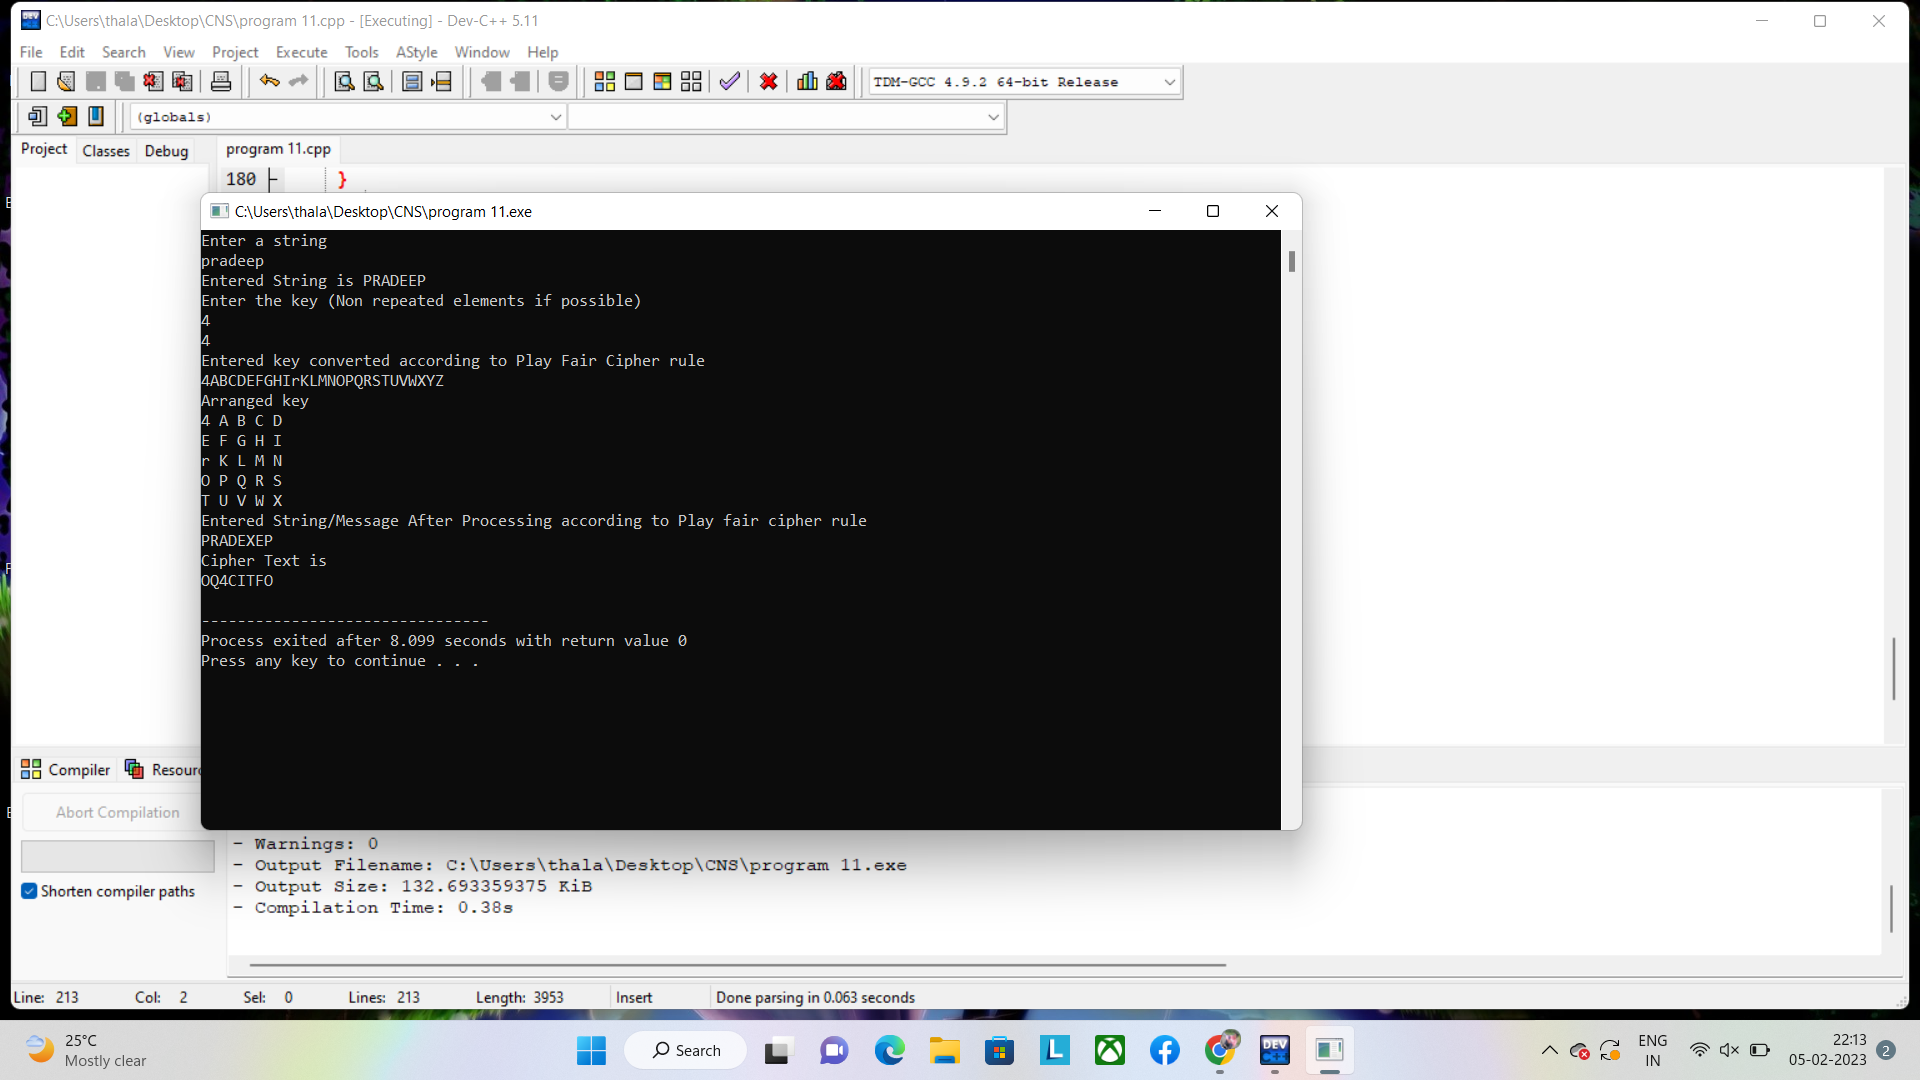 C:\Users\thala\Desktop\CNS\program 11.cpp - [Executing] - Dev-C++ 5.11
File Edit Search View Project Execute Tools AStyle Window Help
TDM-GCC 4.9.2 64-bit Release
(globals)
Project Classes Debug
program 11.cpp
180 }
C:\Users\thala\Desktop\CNS\program 11.exe
Enter a string
pradeep
Entered String is PRADEEP
Enter the key (Non repeated elements if possible)
4
4
Entered key converted according to Play Fair Cipher rule
4ABCDEFGHIrKLMNOPQRSTUVWXYZ
Arranged key
4 A B C D
E F G H I
r K L M N
O P Q R S
T U V W X
Entered String/Message After Processing according to Play fair cipher rule
PRADEXEP
Cipher Text is
OQ4CITFO
--------------------------------
Process exited after 8.099 seconds with return value 0
Press any key to continue . . .
Compiler
Abort Compilation
Shorten compiler paths
- Warnings: 0
- Output Filename: C:\Users\thala\Desktop\CNS\program 11.exe
- Output Size: 132.693359375 KiB
- Compilation Time: 0.38s
Line: 213 Col: 2 Sel: 0 Lines: 213 Length: 3953 Insert Done parsing in 0.063 seconds
25°C
Mostly clear
Search
DEV
C++
ENG
IN
22:13
05-02-2023
2